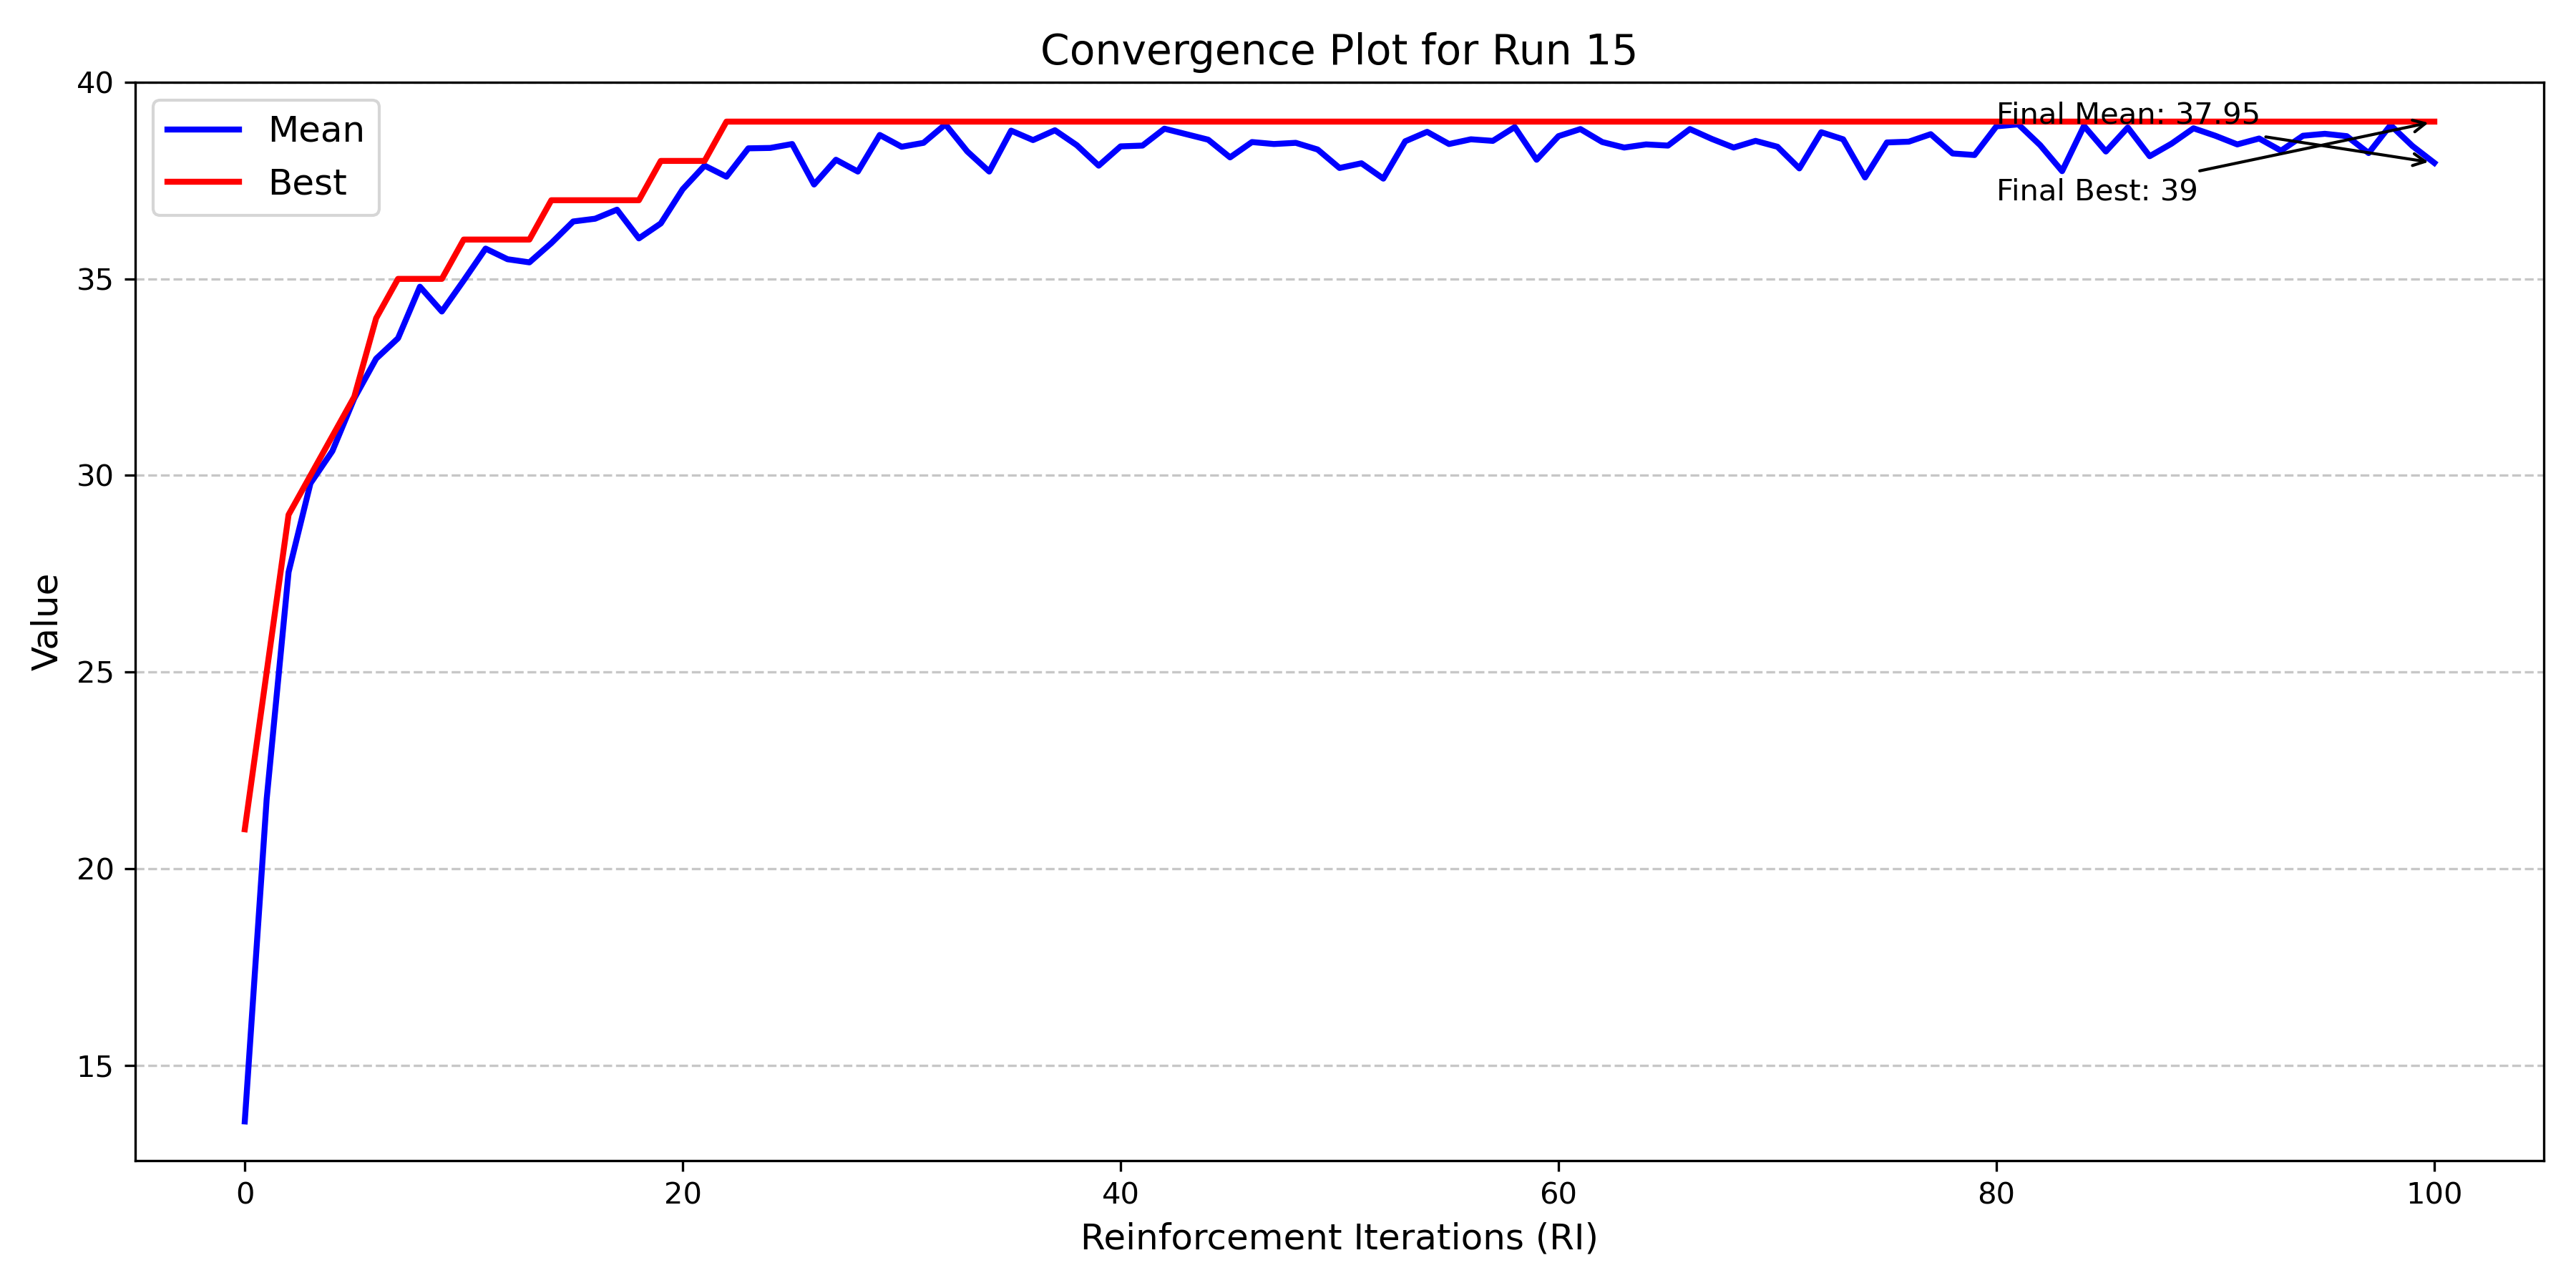 Convergence Plot for Run 15
40
35
30
25
20
15
Value
Mean
Best
Final Mean: 37.95
Final Best: 39
0
20
40
60
80
100
Reinforcement Iterations (RI)